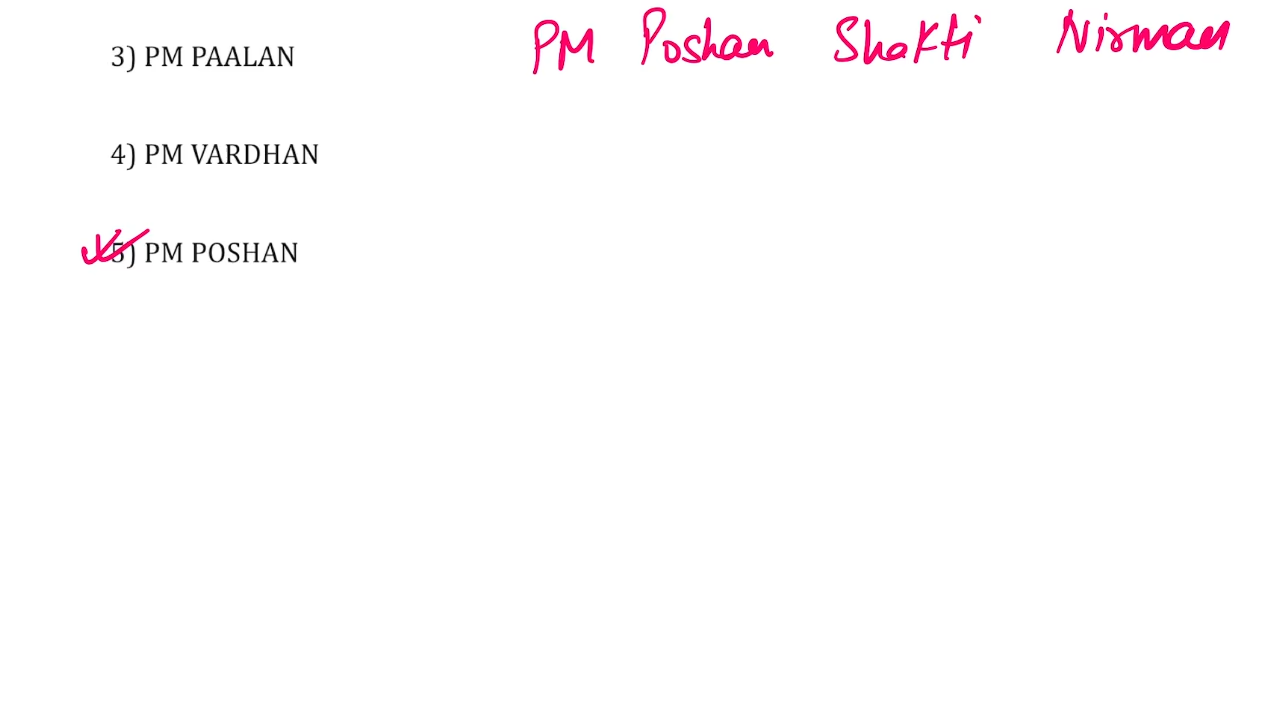 3) PM PAALAN
PM Poshan Shakti Nirman
4) PM VARDHAN
5) PM POSHAN